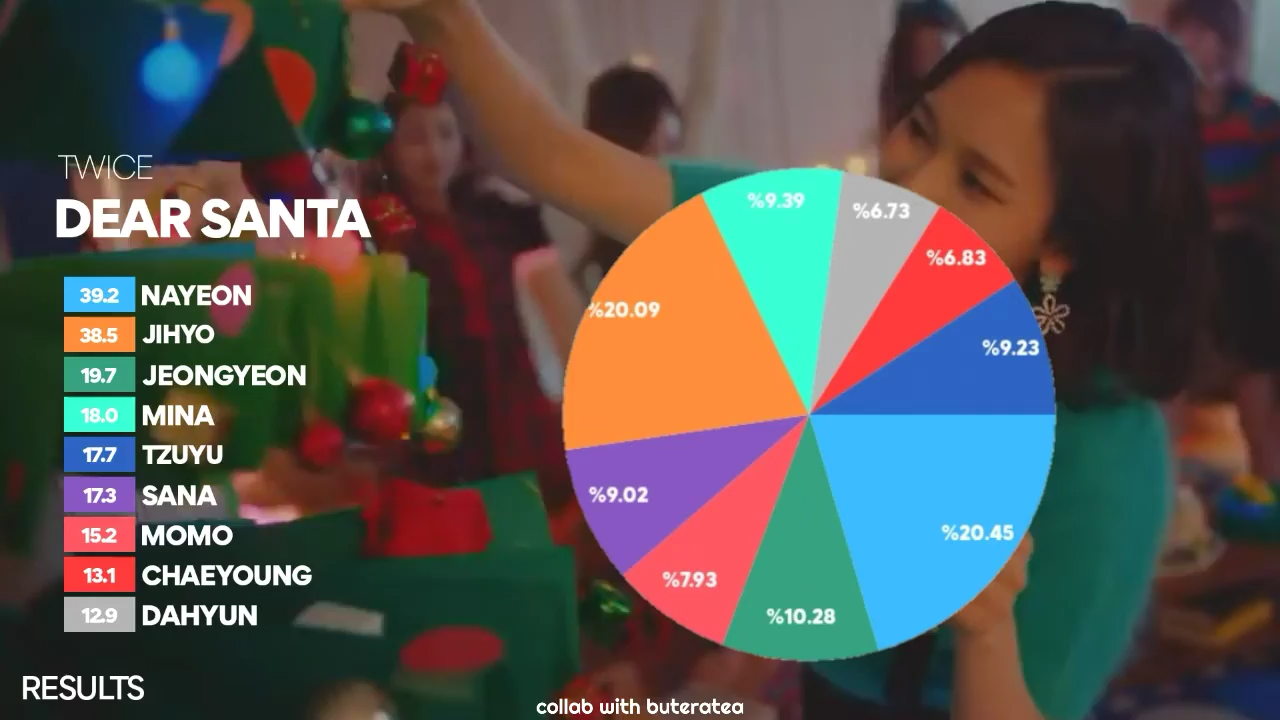 TWICE
DEAR SANTA
39.2 NAYEON
38.5 JIHYO
19.7 JEONGYEON
18.0 MINA
17.7 TZUYU
17.3 SANA
15.2 MOMO
13.1 CHAEYOUNG
12.9 DAHYUN
%9.39
%6.73
%6.83
%20.09
%9.23
%9.02
%20.45
%7.93
%10.28
RESULTS
collab with buteratea